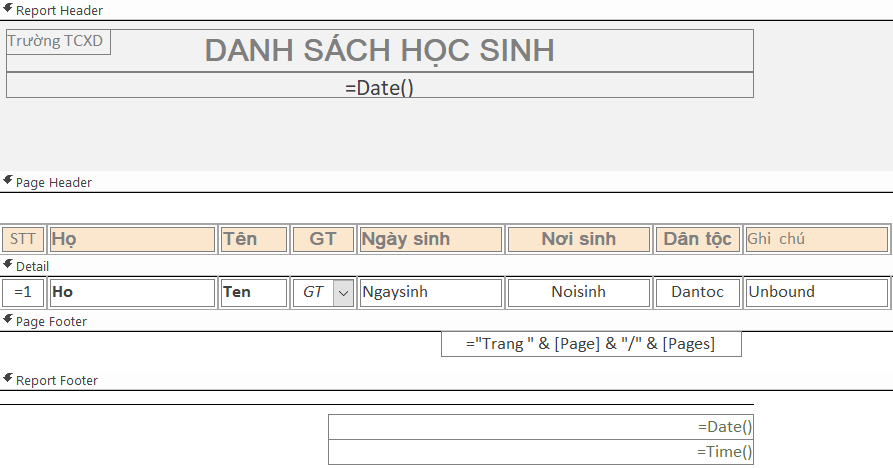 Report Header
Trường TCXD
DANH SÁCH HỌC SINH
=Date()
Page Header
STT Họ Tên GT Ngày sinh Nơi sinh Dân tộc Ghi chú
Detail
=1 Ho Ten GT Ngaysinh Noisinh Dantoc Unbound
Page Footer
="Trang " & [Page] & "/" & [Pages]
Report Footer
=Date()
=Time()